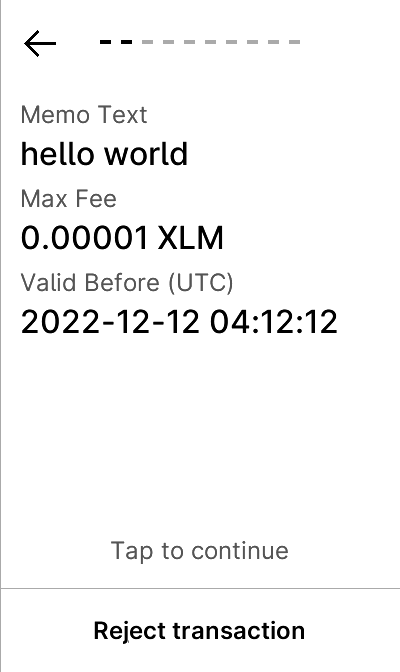 Memo Text
hello world
Max Fee
0.00001 XLM
Valid Before (UTC)
2022-12-12 04:12:12
Tap to continue
Reject transaction